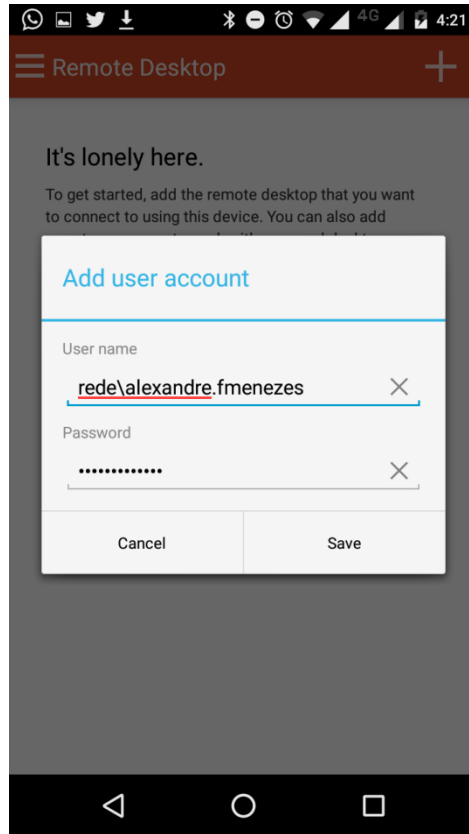 4G 4:21
Remote Desktop
It's lonely here.
To get started, add the remote desktop that you want
to connect to using this device. You can also add
Add user account
User name
rede\alexandre.fmenezes
Password
•••••••••••••
Cancel Save